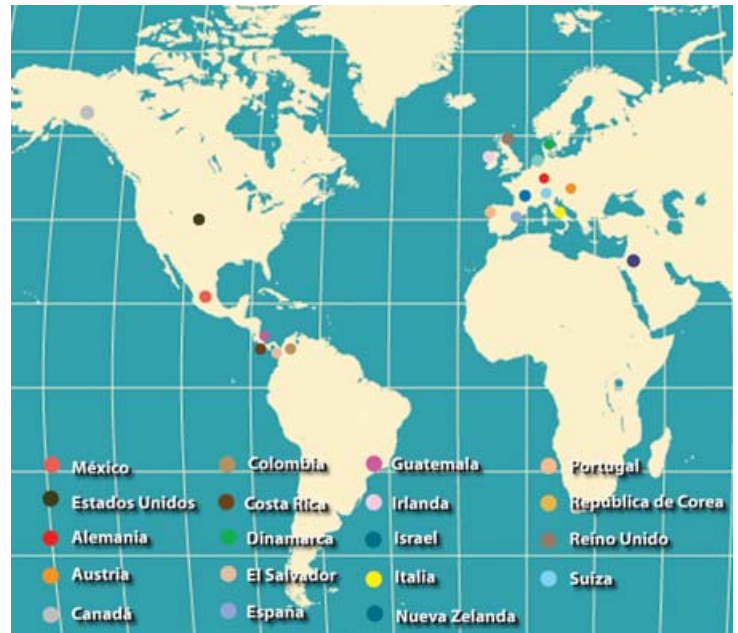 México
Estados Unidos
Alemania
Austria
Canadá
Colombia
Costa Rica
Dinamarca
El Salvador
España
Guatemala
Irlanda
Israel
Italia
Nueva Zelanda
Portugal
República de Corea
Reino Unido
Suíza